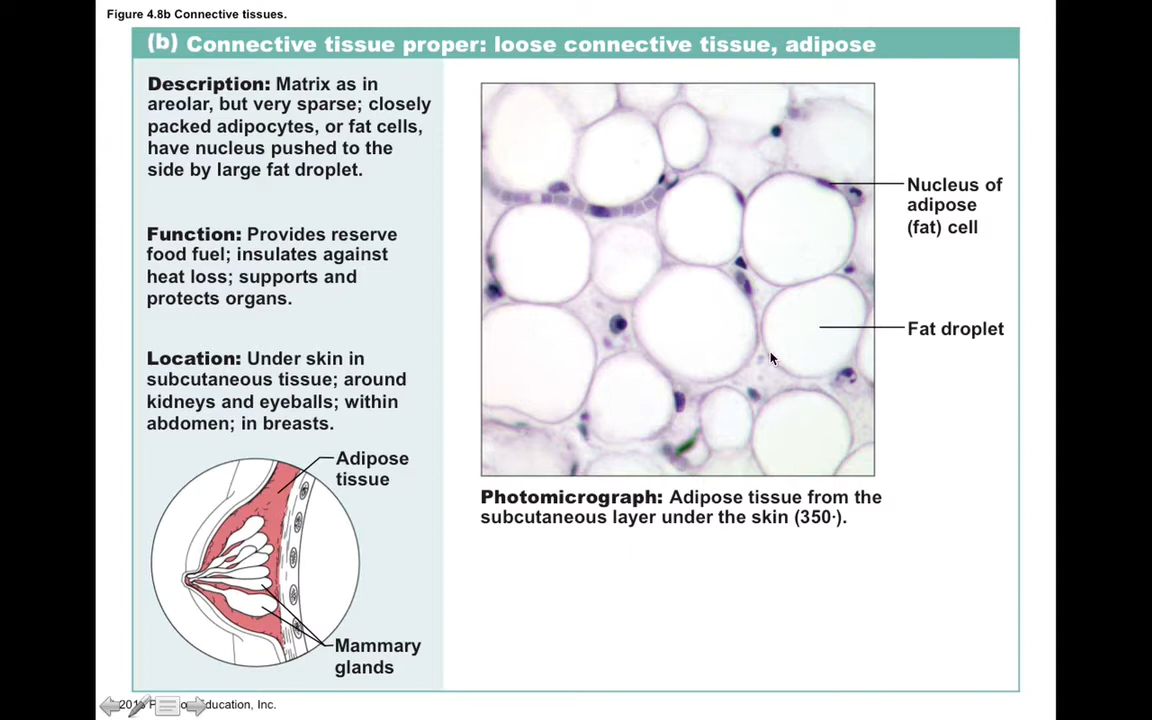 Figure 4.8b Connective tissues.
(b) Connective tissue proper: loose connective tissue, adipose
Description: Matrix as in
areolar, but very sparse; closely
packed adipocytes, or fat cells,
have nucleus pushed to the
side by large fat droplet.
Function: Provides reserve
food fuel; insulates against
heat loss; supports and
protects organs.
Location: Under skin in
subcutaneous tissue; around
kidneys and eyeballs; within
abdomen; in breasts.
Adipose
tissue
Mammary
glands
Nucleus of
adipose
(fat) cell
Fat droplet
Photomicrograph: Adipose tissue from the
subcutaneous layer under the skin (350·).
Inc.